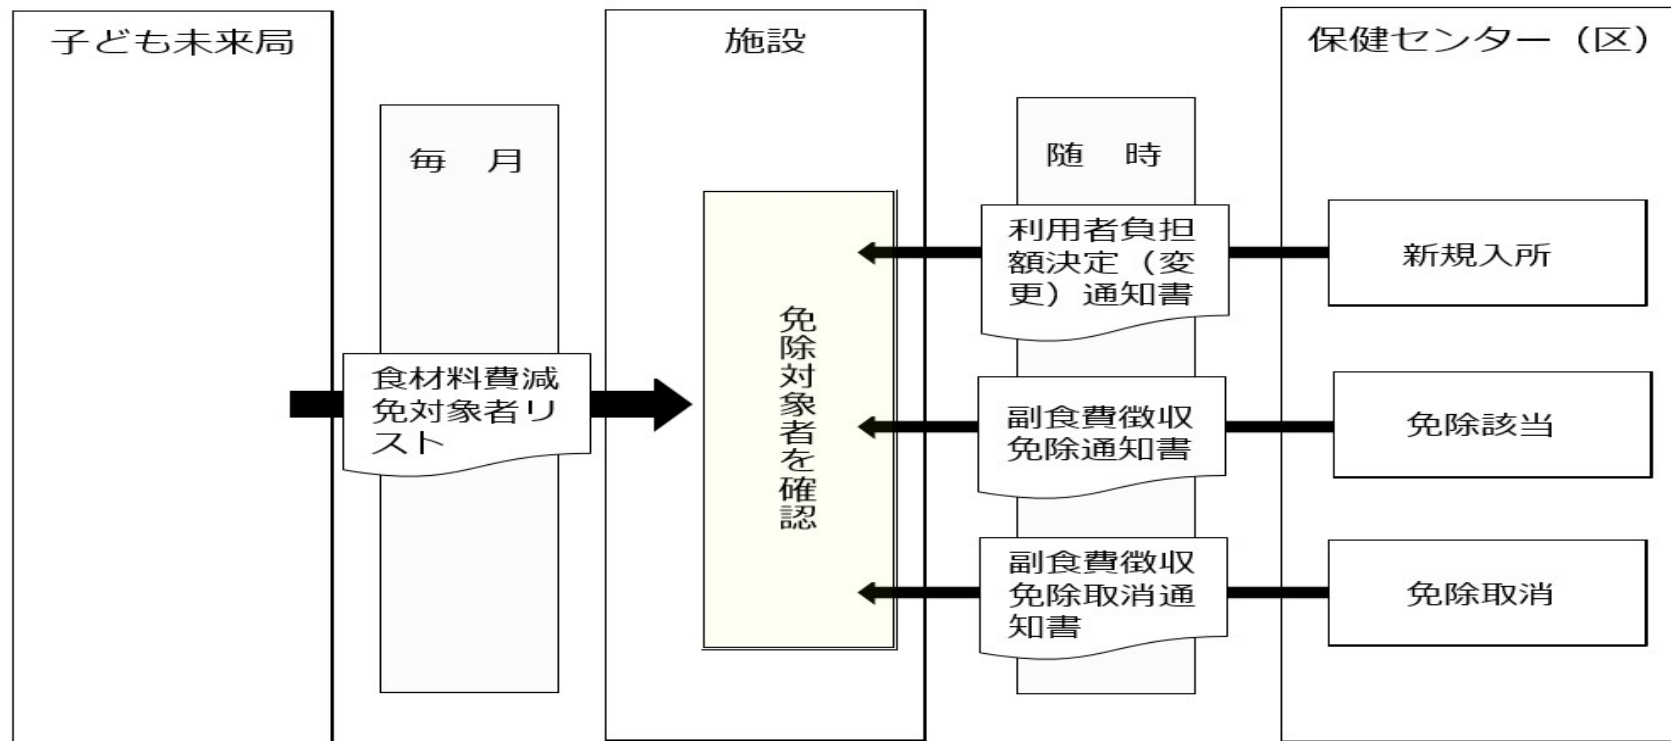 子ども未来局
施設
保健センター（区）
毎　月
随　時
食材料費減
免対象者リ
スト
免除対象者を確認
利用者負担
額決定（変
更）通知書
新規入所
副食費徴収
免除通知書
免除該当
副食費徴収
免除取消通
知書
免除取消